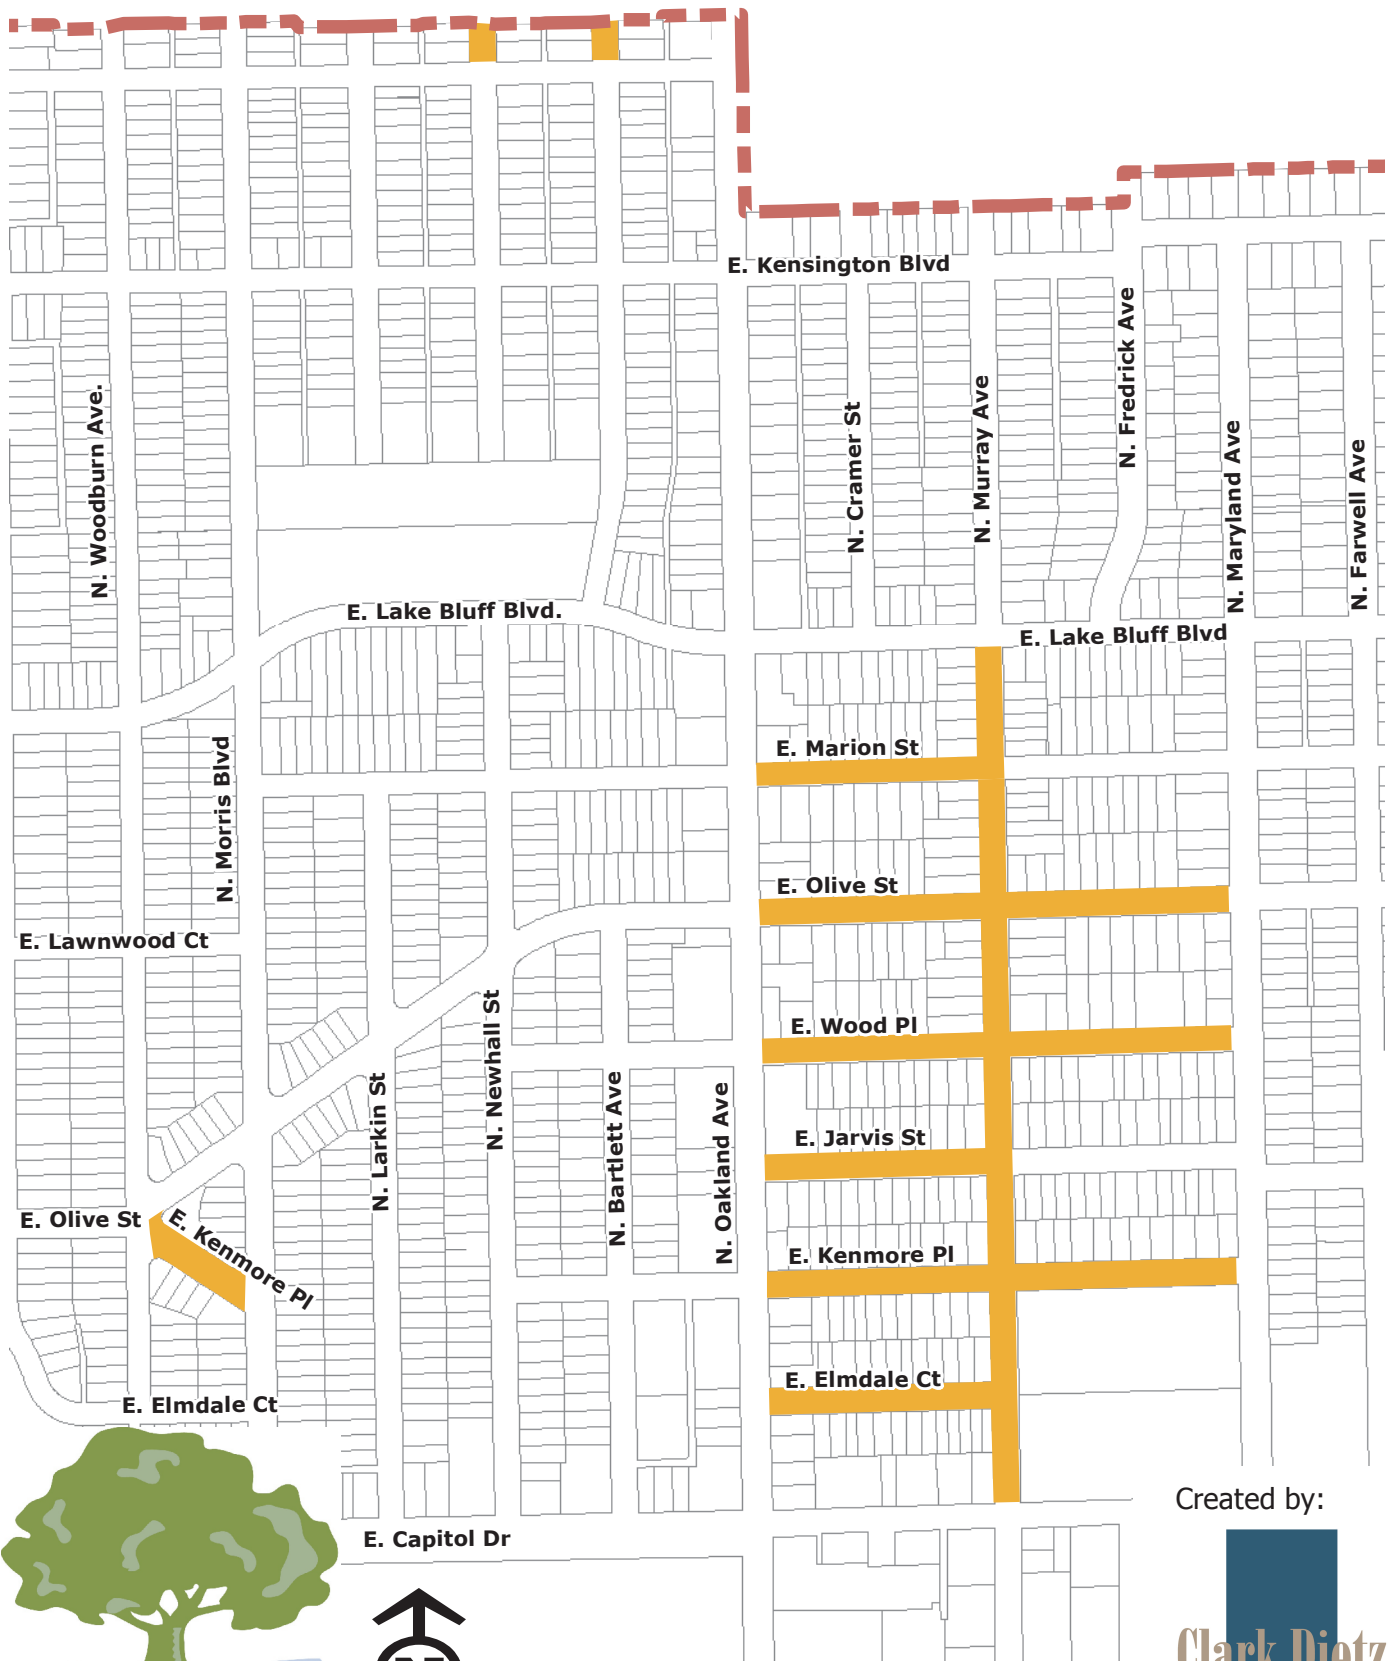 E. Kensington Blvd
N. Fredrick Ave
N. Woodburn Ave.
N. Cramer St
N. Murray Ave
N. Maryland Ave
N. Farwell Ave
E. Lake Bluff Blvd.
E. Lake Bluff Blvd
E. Marion St
N. Morris Blvd
E. Olive St
E. Lawnwood Ct
E. Wood Pl
N. Newhall St
N. Larkin St
N. Bartlett Ave
N. Oakland Ave
E. Jarvis St
E. Olive St
E. Kenmore Pl
E. Kenmore Pl
E. Elmdale Ct
E. Elmdale Ct
Created by:
E. Capitol Dr
Clark Dietz
N